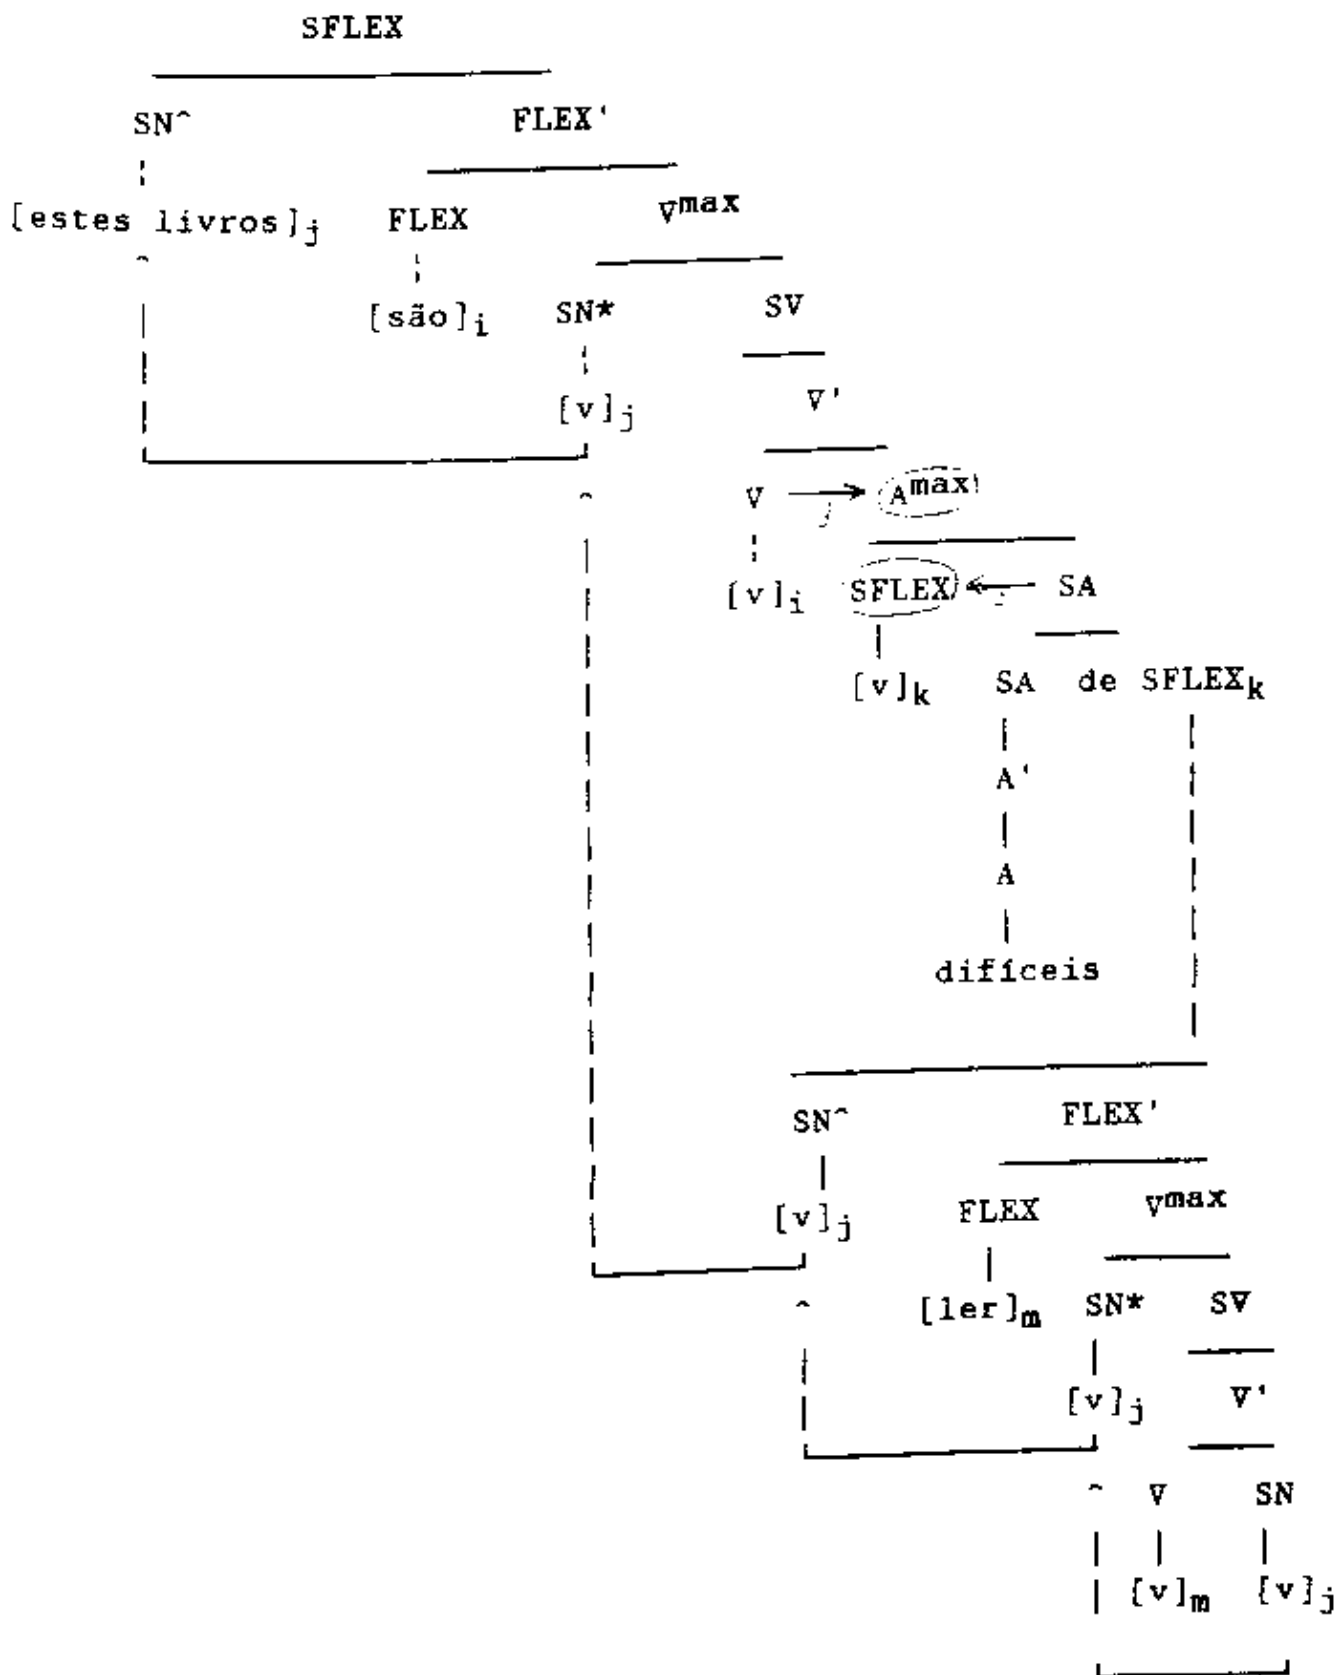 SFLEX
SN^ FLEX'
[estes livros]j FLEX Vmax
[são]i SN* SV
[v]j V'
V Amax
[v]i SFLEX SA
[v]k SA de SFLEXk
A'
A
difíceis
SN^ FLEX'
[v]j FLEX Vmax
[ler]m SN* SV
[v]j V'
V SN
[v]m [v]j